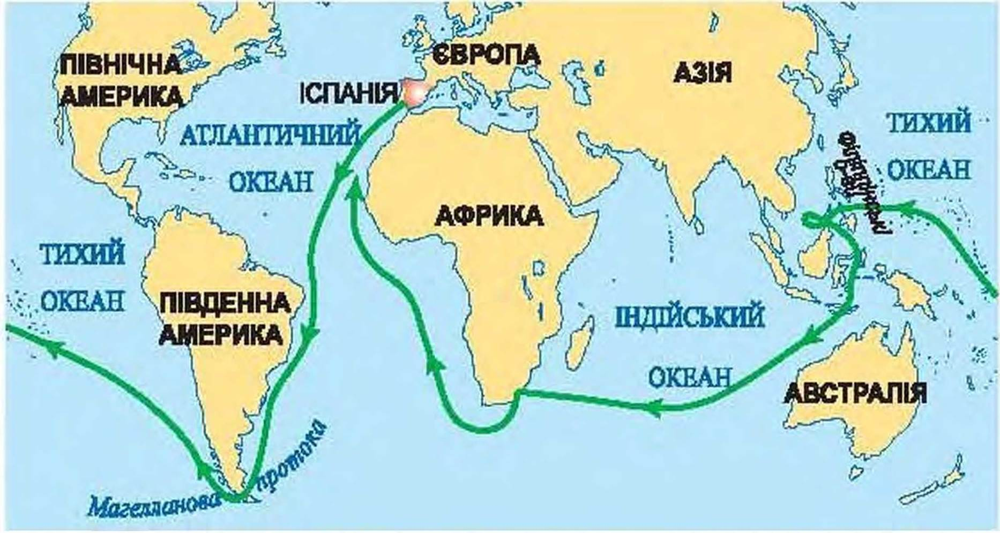 ПІВНІЧНА
АМЕРИКА
ЄВРОПА
АЗІЯ
ІСПАНІЯ
АТЛАНТИЧНИЙ
ОКЕАН
ТИХИЙ
ОКЕАН
АФРИКА
ТИХИЙ
ОКЕАН
ПІВДЕННА
АМЕРИКА
ІНДІЙСЬКИЙ
ОКЕАН
АВСТРАЛІЯ
Магелланова
протока